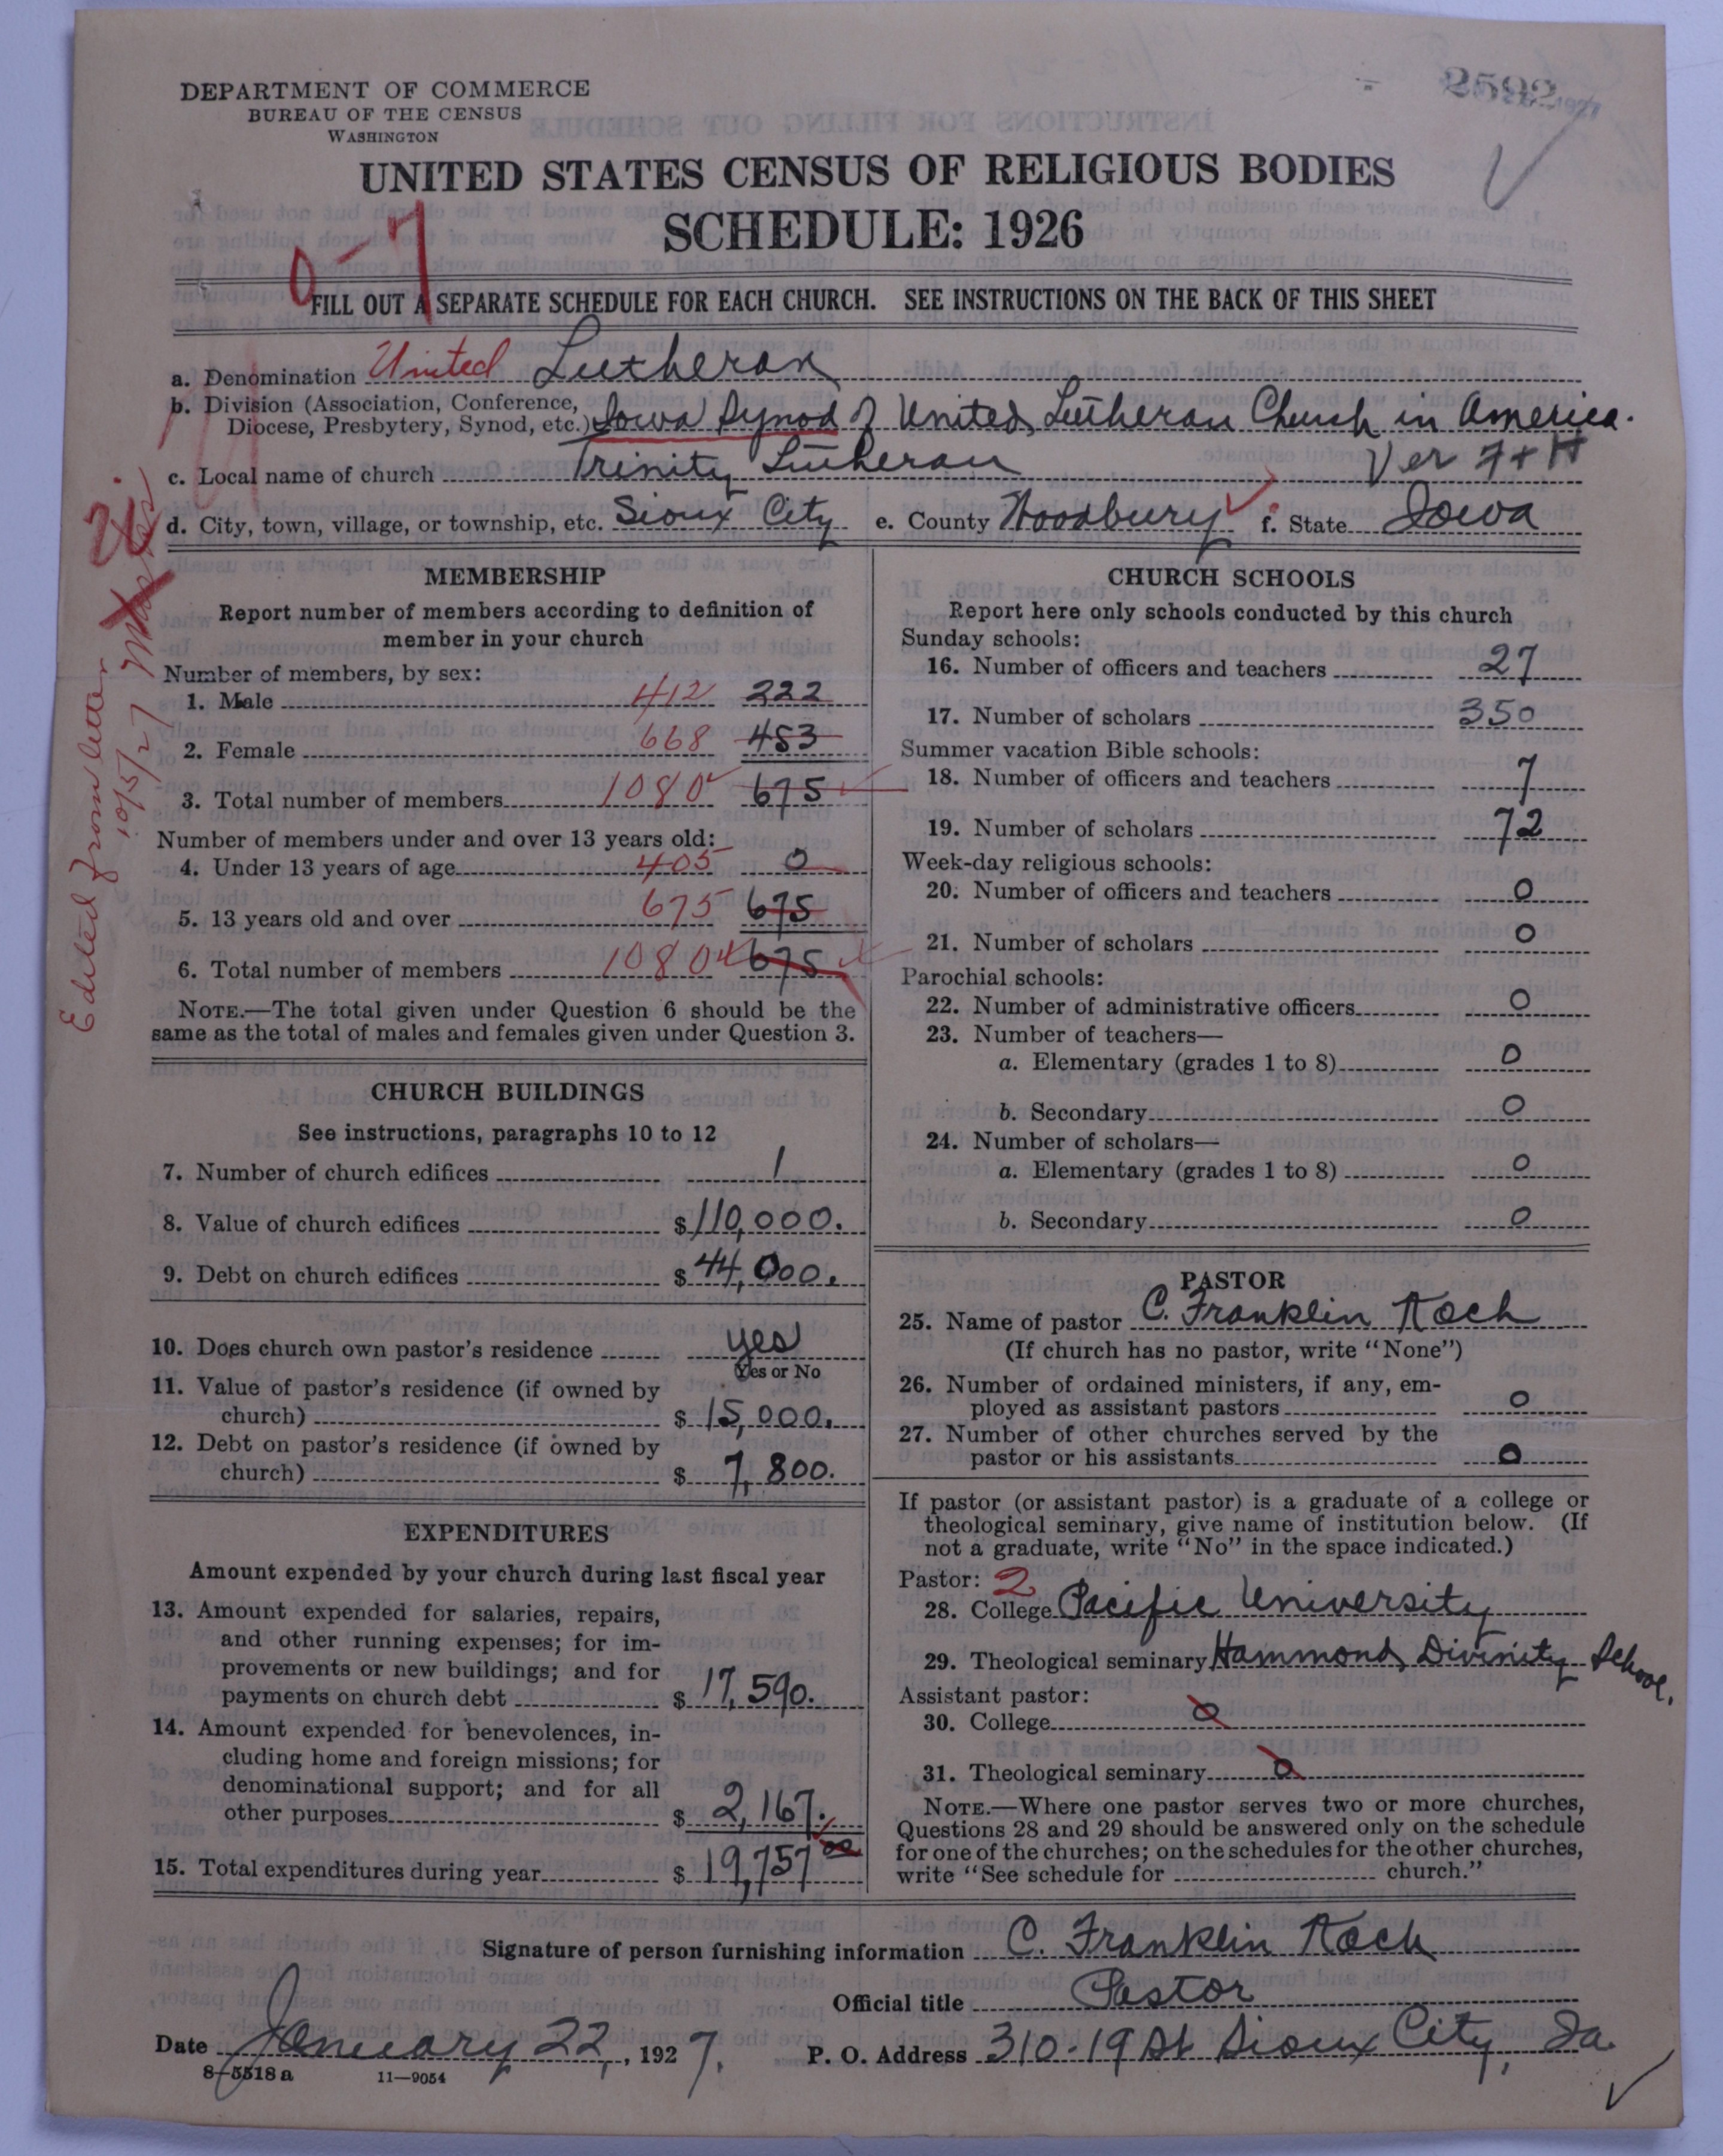 DEPARTMENT OF COMMERCE
BUREAU OF THE CENSUS
WASHINGTON
2592
UNITED STATES CENSUS OF RELIGIOUS BODIES
SCHEDULE: 1926
0-7
FILL OUT A SEPARATE SCHEDULE FOR EACH CHURCH. SEE INSTRUCTIONS ON THE BACK OF THIS SHEET
a. Denomination United Lutheran
b. Division (Association, Conference, Diocese, Presbytery, Synod, etc.) Iowa Synod of United Lutheran Church in America.
c. Local name of church Trinity Lutheran
Ver 7+H
d. City, town, village, or township, etc. Sioux City e. County Woodbury f. State Iowa
Edited from letter
10/5/27
MEMBERSHIP
Report number of members according to definition of
member in your church
Number of members, by sex:
1. Male 412 222
2. Female 668 453
3. Total number of members 1080 675
Number of members under and over 13 years old:
4. Under 13 years of age 405 0
5. 13 years old and over 675 675
6. Total number of members 1080 675
NOTE.—The total given under Question 6 should be the
same as the total of males and females given under Question 3.
CHURCH BUILDINGS
See instructions, paragraphs 10 to 12
7. Number of church edifices 1
8. Value of church edifices $110,000.
9. Debt on church edifices $44,000.
10. Does church own pastor's residence yes
Yes or No
11. Value of pastor's residence (if owned by
church) $15,000.
12. Debt on pastor's residence (if owned by
church) $7,800.
EXPENDITURES
Amount expended by your church during last fiscal year
13. Amount expended for salaries, repairs,
and other running expenses; for im-
provements or new buildings; and for
payments on church debt $17,590.
14. Amount expended for benevolences, in-
cluding home and foreign missions; for
denominational support; and for all
other purposes $2,167.
15. Total expenditures during year $19,757 00
CHURCH SCHOOLS
Report here only schools conducted by this church
Sunday schools:
16. Number of officers and teachers 27
17. Number of scholars 350
Summer vacation Bible schools:
18. Number of officers and teachers 7
19. Number of scholars 72
Week-day religious schools:
20. Number of officers and teachers 0
21. Number of scholars 0
Parochial schools:
22. Number of administrative officers 0
23. Number of teachers—
a. Elementary (grades 1 to 8) 0
b. Secondary 0
24. Number of scholars—
a. Elementary (grades 1 to 8) 0
b. Secondary 0
PASTOR
25. Name of pastor C. Franklin Koch
(If church has no pastor, write "None")
26. Number of ordained ministers, if any, em-
ployed as assistant pastors 0
27. Number of other churches served by the
pastor or his assistants 0
If pastor (or assistant pastor) is a graduate of a college or
theological seminary, give name of institution below. (If
not a graduate, write "No" in the space indicated.)
Pastor: 2
28. College Pacific University
29. Theological seminary Hammond Divinity School.
Assistant pastor:
30. College 0
31. Theological seminary 0
NOTE.—Where one pastor serves two or more churches,
Questions 28 and 29 should be answered only on the schedule
for one of the churches; on the schedules for the other churches,
write "See schedule for church."
Signature of person furnishing information C. Franklin Koch
Official title Pastor
Date January 22, 1927. P. O. Address 310-19 St Sioux City, Ia.
8-5518 a 11—9054